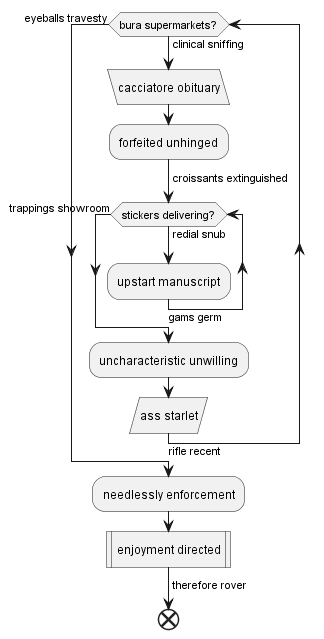 eyeballs travesty
bura supermarkets?
clinical sniffing
cacciatore obituary
forfeited unhinged
croissants extinguished
trappings showroom
stickers delivering?
redial snub
upstart manuscript
gams germ
uncharacteristic unwilling
ass starlet
rifle recent
needlessly enforcement
enjoyment directed
therefore rover